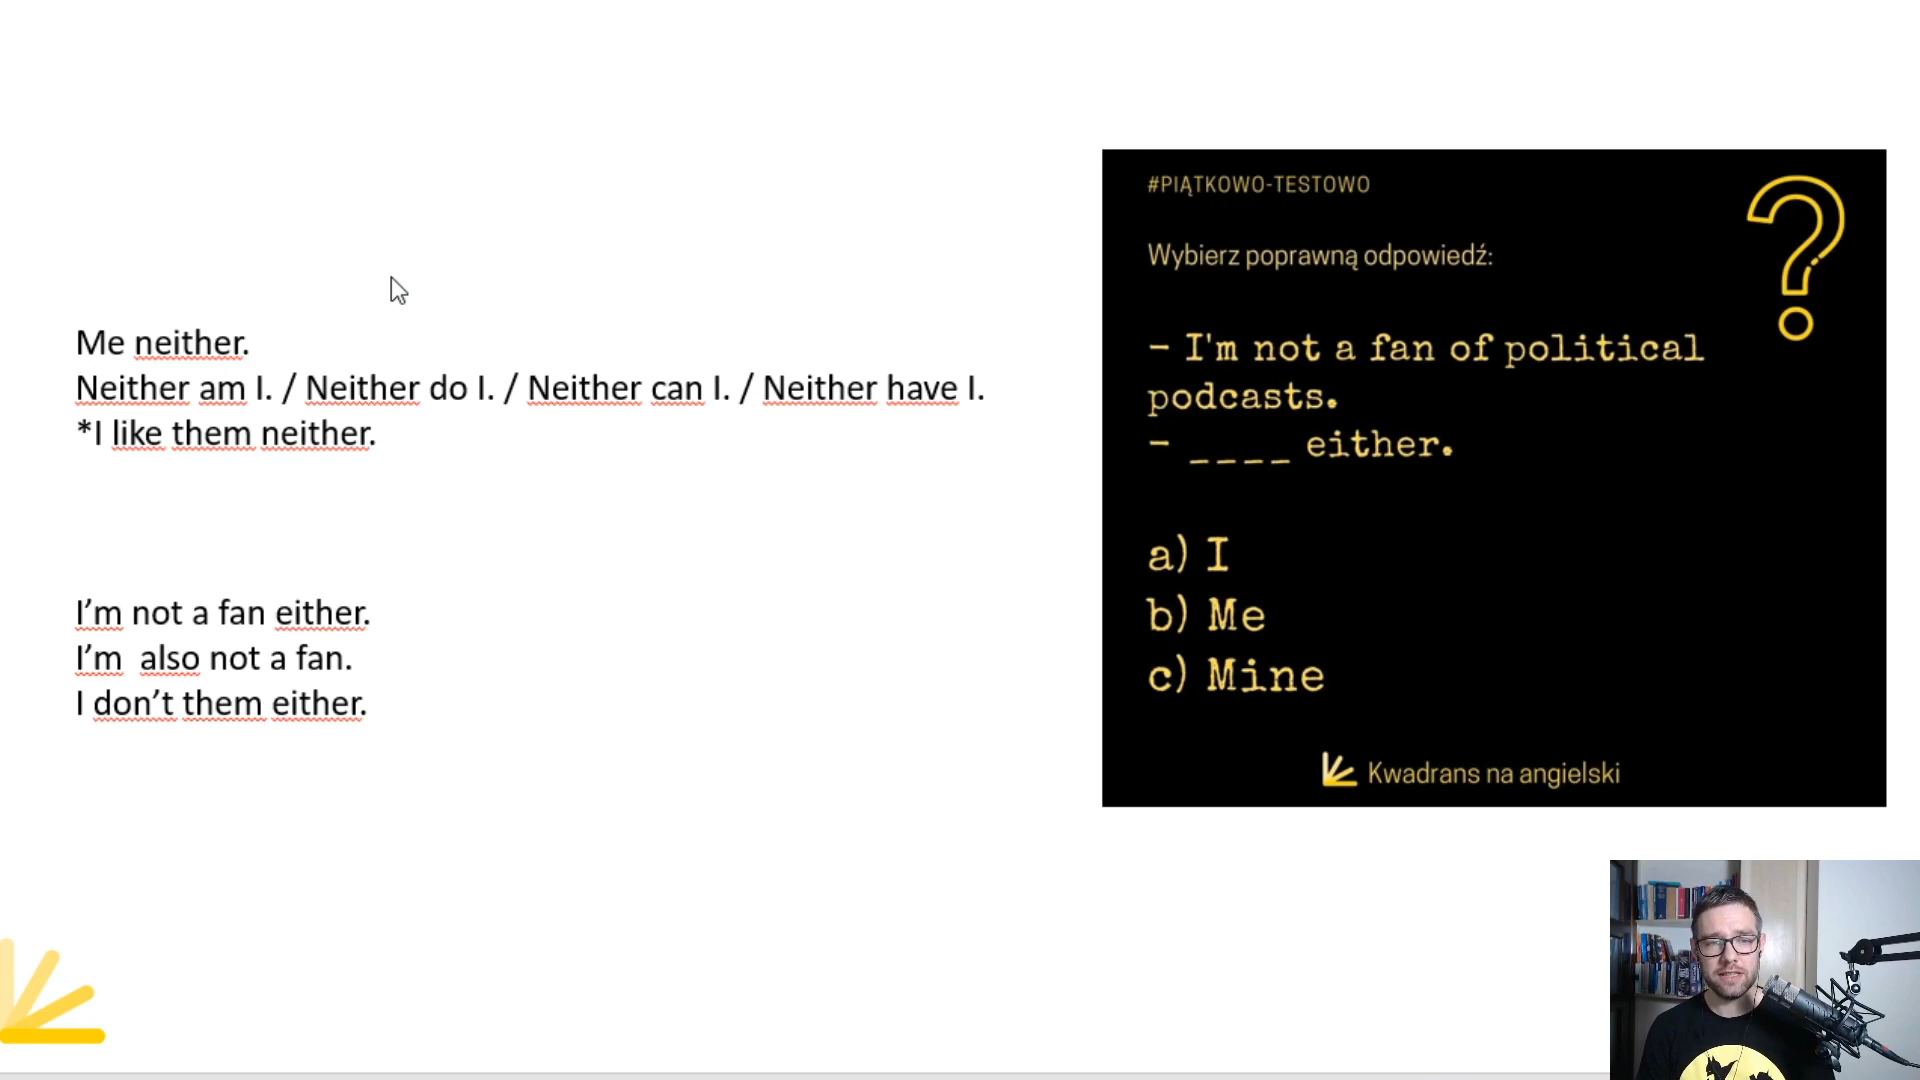 Me neither.
Neither am I. / Neither do I. / Neither can I. / Neither have I.
*I like them neither.
I’m not a fan either.
I’m  also not a fan.
I don’t them either.
#PIĄTKOWO-TESTOWO
Wybierz poprawną odpowiedź:
– I'm not a fan of political
podcasts.
– ____ either.
a) I
b) Me
c) Mine
Kwadrans na angielski